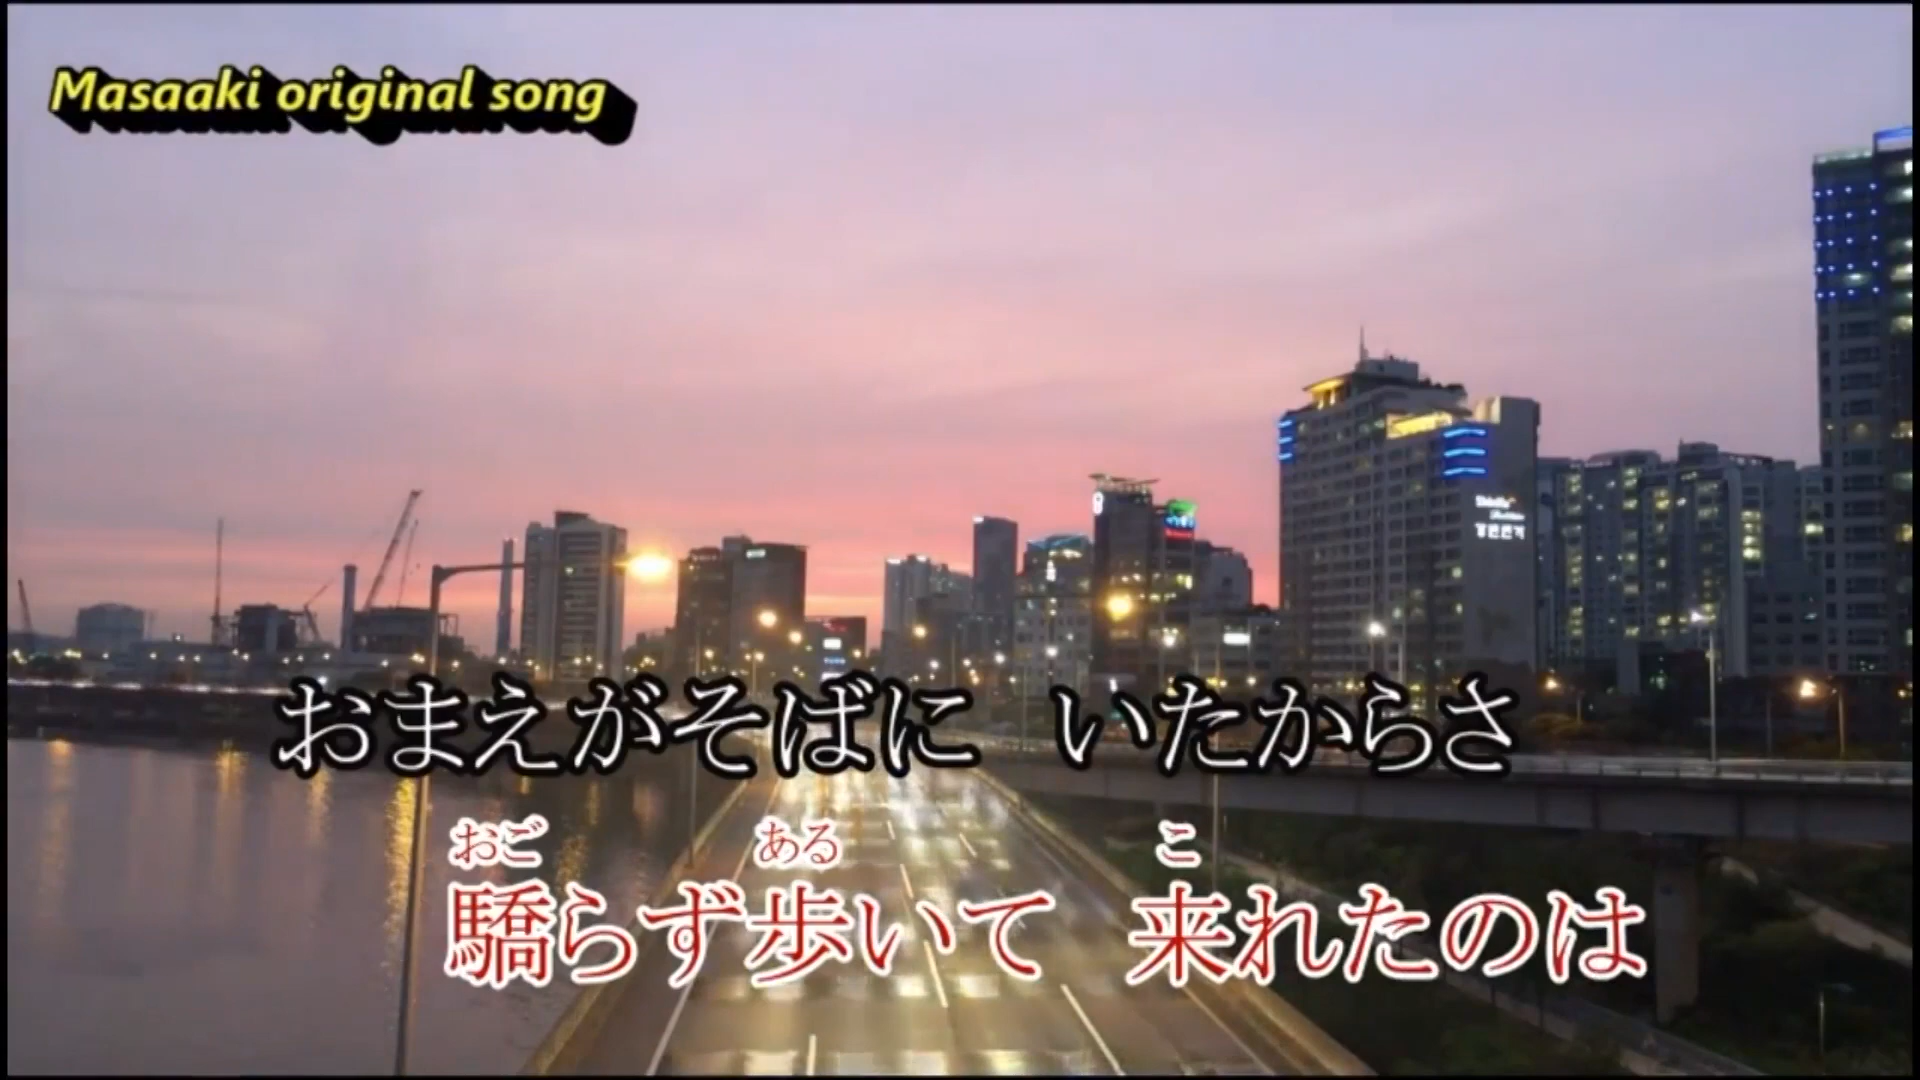 Masaaki original song
おまえがそばに いたからさ
おご ある こ
驕らず歩いて 来れたのは